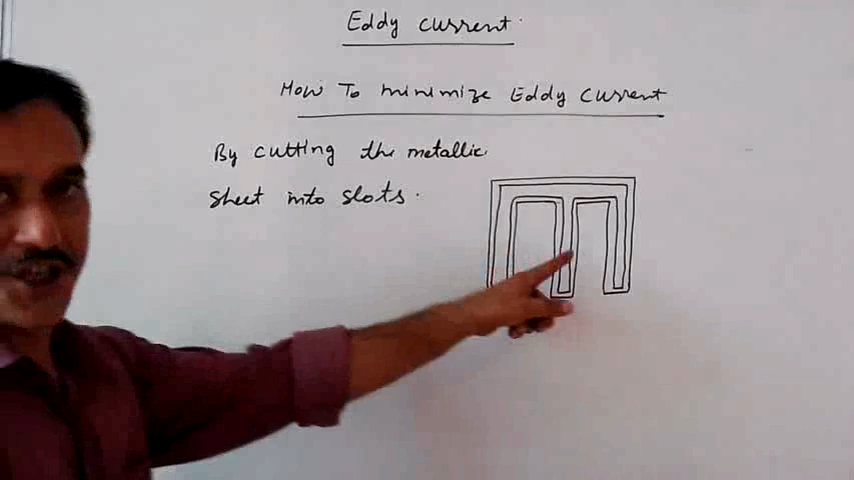 Eddy current.
How To minimize Eddy current
By cutting the metallic
sheet into slots.